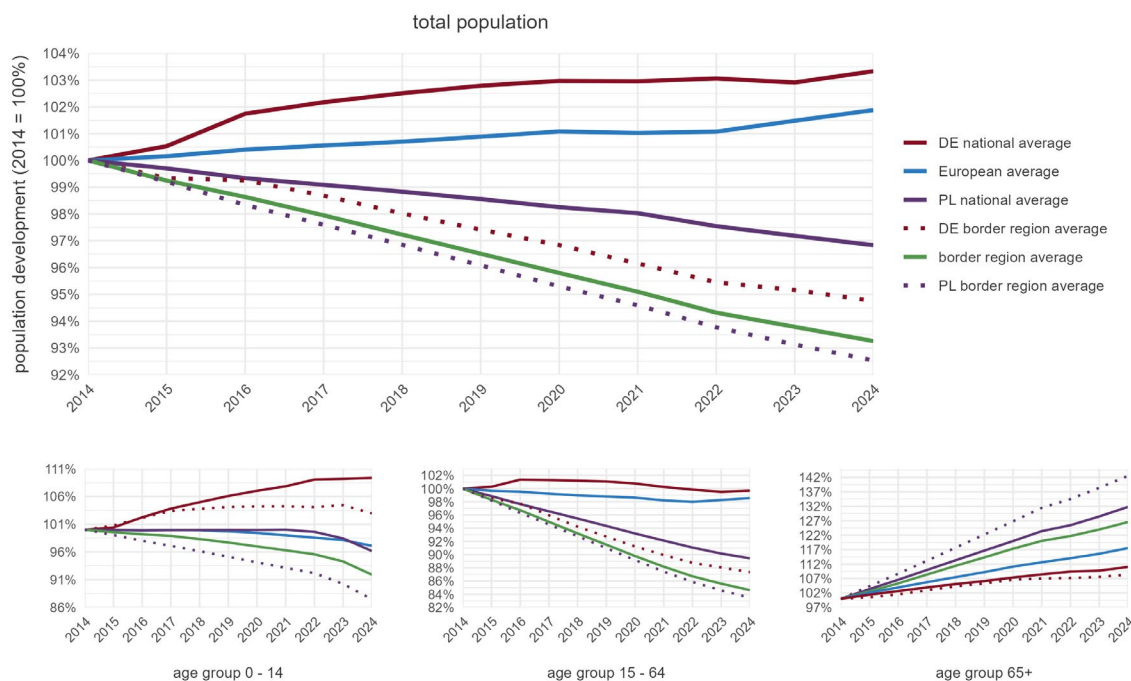 total population
population development (2014 = 100%)
104%
103%
102%
101%
100%
99%
98%
97%
96%
95%
94%
93%
92%
2014 2015 2016 2017 2018 2019 2020 2021 2022 2023 2024
DE national average
European average
PL national average
DE border region average
border region average
PL border region average
111%
106%
101%
96%
91%
86%
2014 2015 2016 2017 2018 2019 2020 2021 2022 2023 2024
age group 0 - 14
102%
100%
98%
96%
94%
92%
90%
88%
86%
84%
82%
2014 2015 2016 2017 2018 2019 2020 2021 2022 2023 2024
age group 15 - 64
142%
137%
132%
127%
122%
117%
112%
107%
102%
97%
2014 2015 2016 2017 2018 2019 2020 2021 2022 2023 2024
age group 65+